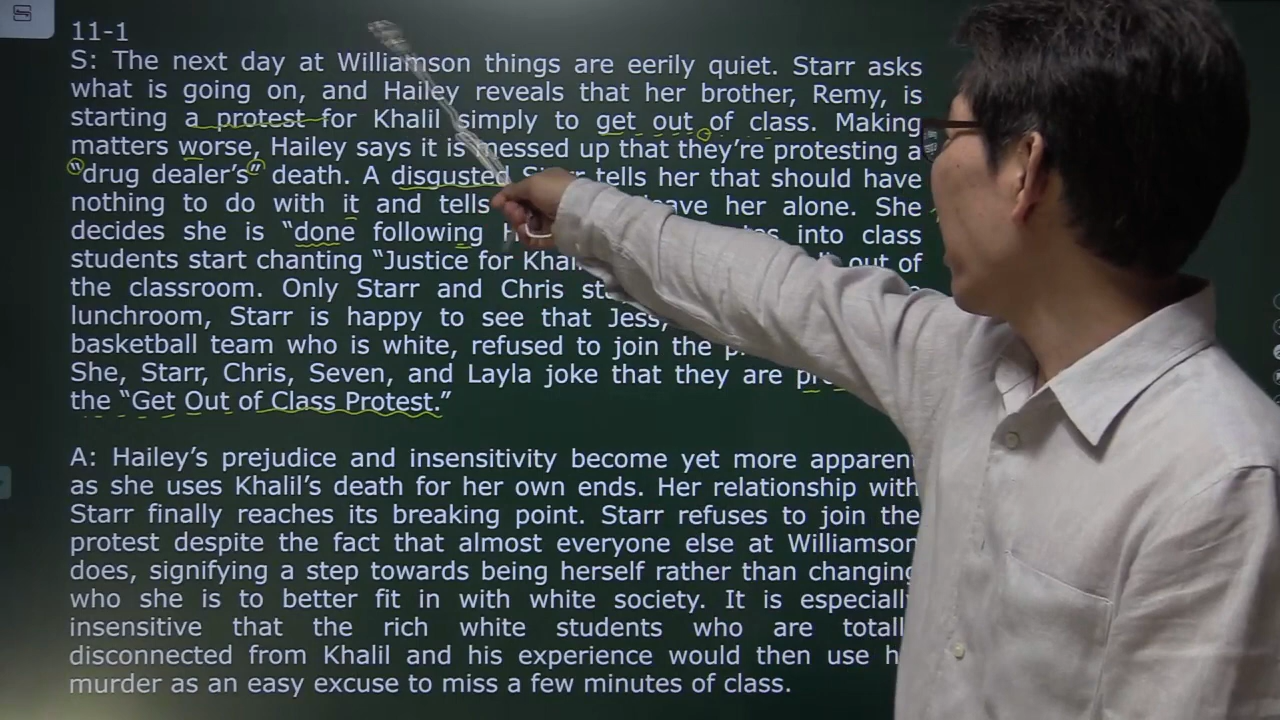 11-1
S: The next day at Williamson things are eerily quiet. Starr asks
what is going on, and Hailey reveals that her brother, Remy, is
starting a protest for Khalil simply to get out of class. Making
matters worse, Hailey says it is messed up that they're protesting a
"drug dealer's" death. A disgusted Starr tells her that should have
nothing to do with it and tells leave her alone. She
decides she is "done following into class
students start chanting "Justice for out of
the classroom. Only Starr and Chris
lunchroom, Starr is happy to see that Jess,
basketball team who is white, refused to join the
She, Starr, Chris, Seven, and Layla joke that they are
the "Get Out of Class Protest."
A: Hailey's prejudice and insensitivity become yet more apparent
as she uses Khalil's death for her own ends. Her relationship with
Starr finally reaches its breaking point. Starr refuses to join the
protest despite the fact that almost everyone else at Williamson
does, signifying a step towards being herself rather than changing
who she is to better fit in with white society. It is especially
insensitive that the rich white students who are totally
disconnected from Khalil and his experience would then use
murder as an easy excuse to miss a few minutes of class.